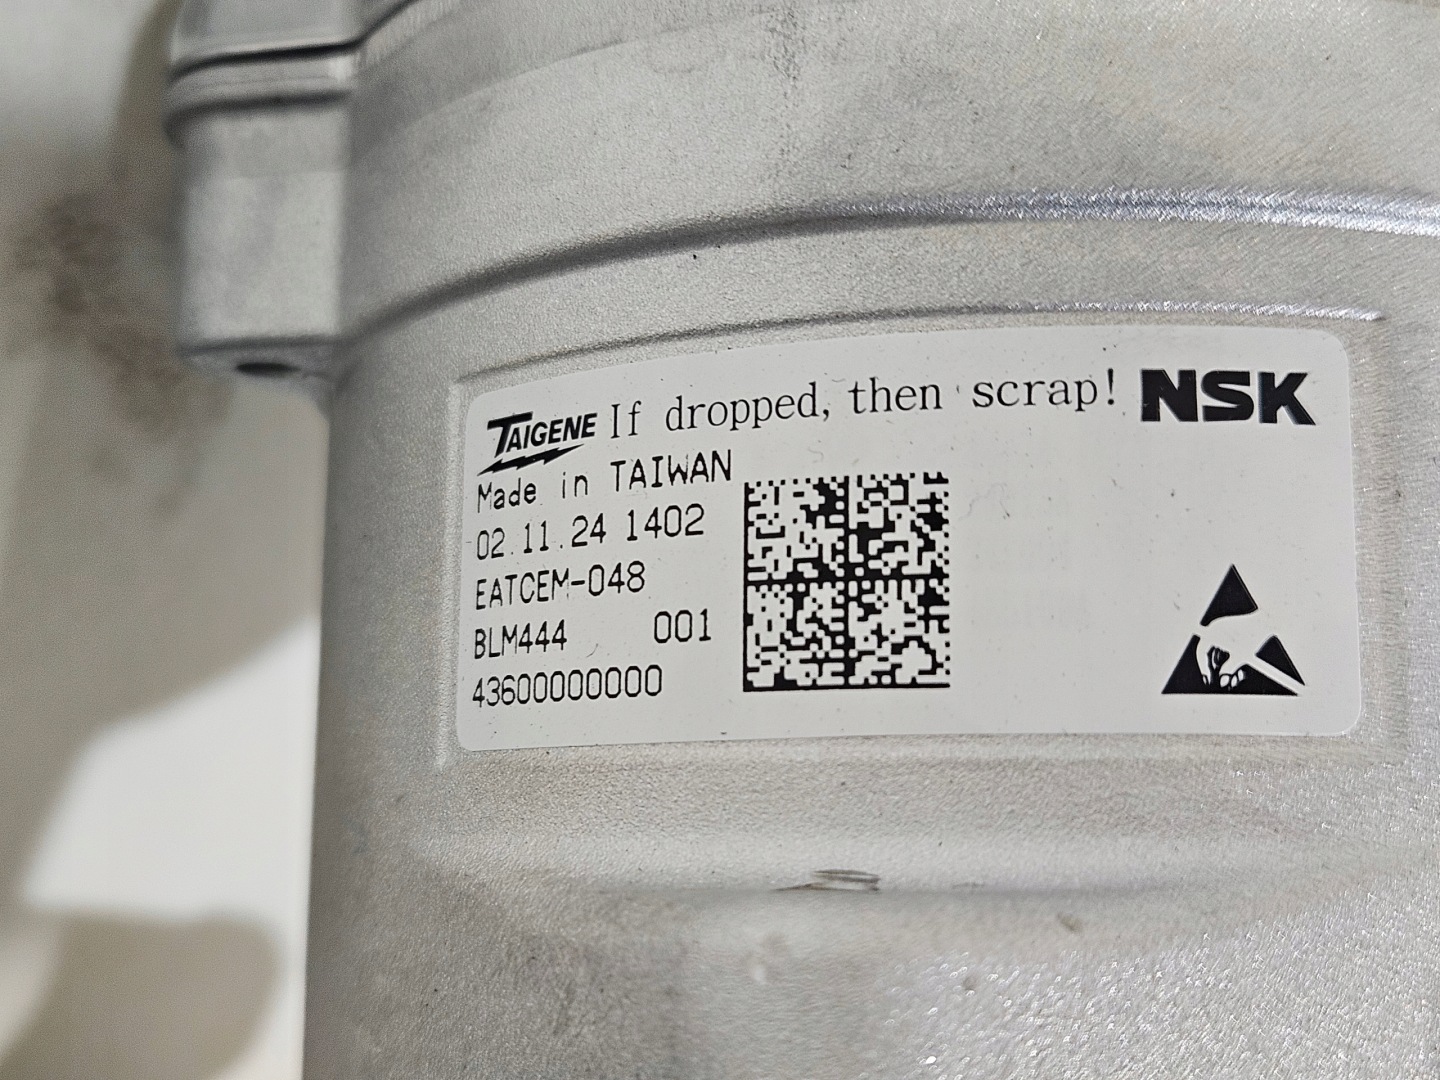 TAIGENE If dropped, then scrap! NSK
Made in TAIWAN
02.11.24 1402
EATCEM-048
BLM444 001
43600000000